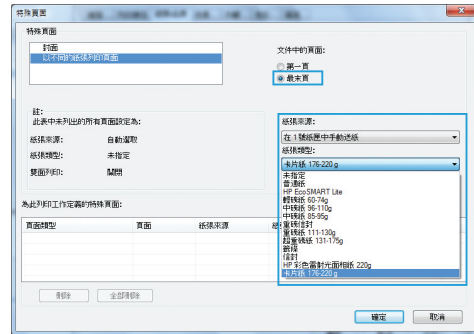 特殊頁面
特殊頁面
封面
以不同的紙張列印頁面
文件中的頁面:
第一頁
最末頁
註:
此表中未列出的所有頁面設定為:
紙張來源: 自動選取
紙張類型: 未指定
雙面列印: 關閉
紙張來源:
在 1 號紙匣中手動送紙
紙張類型:
卡片紙 176-220 g
未指定
普通紙
HP EcoSMART Lite
輕磅紙 60-74g
中磅紙 96-110g
中磅紙 85-95g
重磅信封
重磅紙 111-130g
超重磅紙 131-175g
籤條
信封
HP 彩色雷射光面相紙 220g
卡片紙 176-220 g
為此列印工作定義的特殊頁面:
頁面類型 頁面 紙張來源
刪除 全部刪除
確定 取消